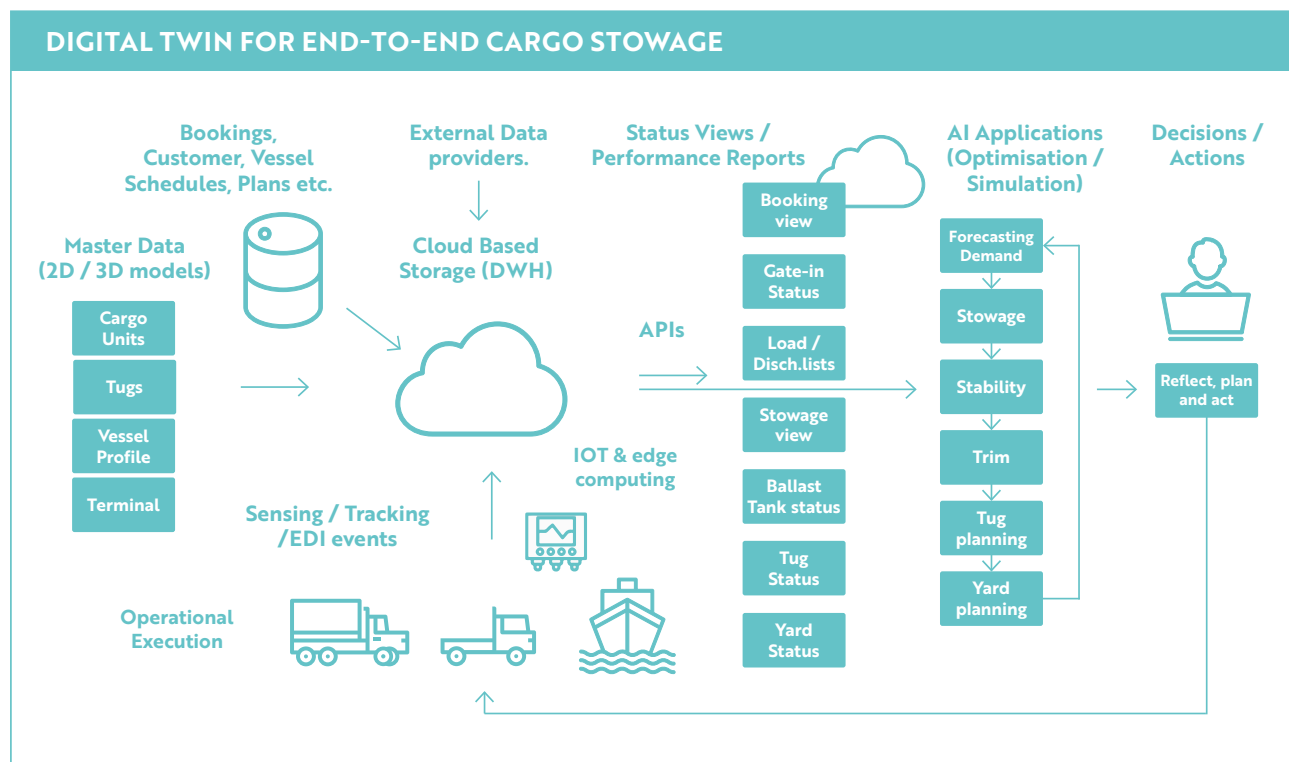 DIGITAL TWIN FOR END-TO-END CARGO STOWAGE
Bookings,
Customer, Vessel
Schedules, Plans etc.
External Data
providers.
Status Views /
Performance Reports
AI Applications
(Optimisation /
Simulation)
Decisions /
Actions
Master Data
(2D / 3D models)
Cargo
Units
Tugs
Vessel
Profile
Terminal
Cloud Based
Storage (DWH)
APIs
IOT & edge
computing
Sensing / Tracking
/EDI events
Operational
Execution
Booking
view
Gate-in
Status
Load /
Disch.lists
Stowage
view
Ballast
Tank status
Tug
Status
Yard
Status
Forecasting
Demand
Stowage
Stability
Trim
Tug
planning
Yard
planning
Reflect, plan
and act